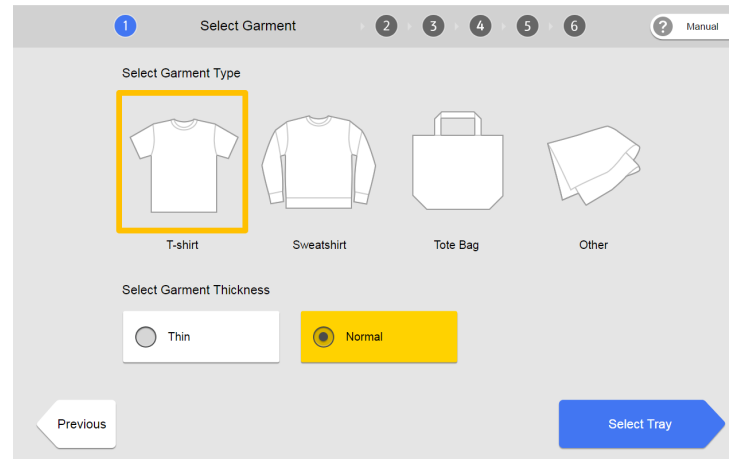 1 Select Garment 2 3 4 5 6 ? Manual
Select Garment Type
T-shirt Sweatshirt Tote Bag Other
Select Garment Thickness
Thin Normal
Previous Select Tray